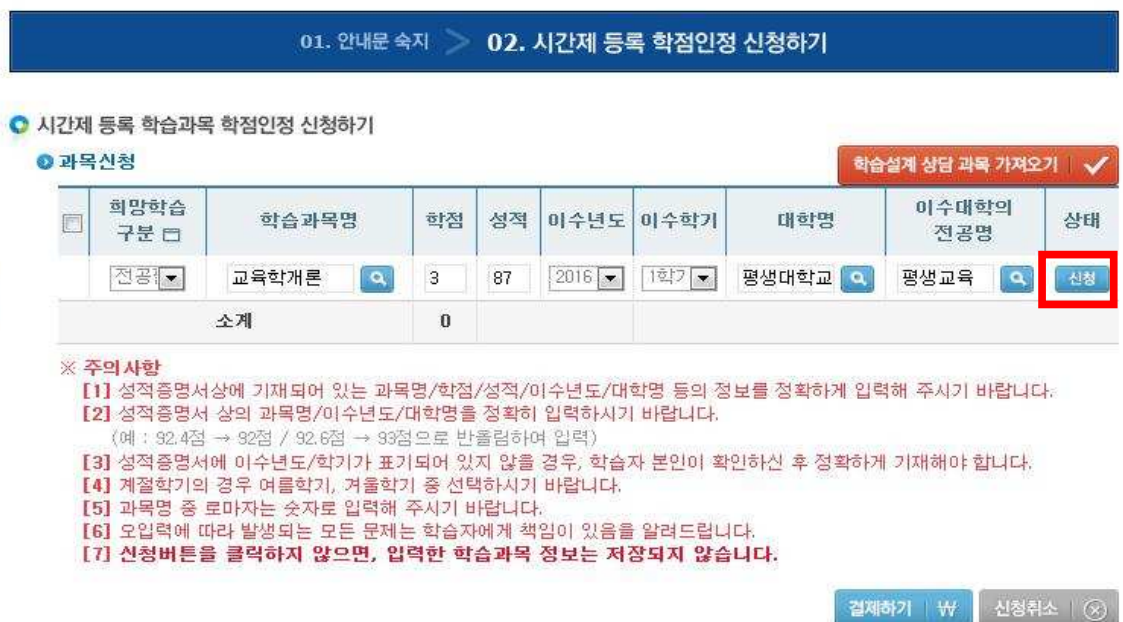 01. 안내문 숙지 > 02. 시간제 등록 학점인정 신청하기
시간제 등록 학습과목 학점인정 신청하기
과목신청
학습설계 상담 과목 가져오기
희망학습 구분 학습과목명 학점 성적 이수년도 이수학기 대학명 이수대학의 전공명 상태
교육학개론 3 87 2016 평생대학교 평생교육 신청
소계 0
※ 주의사항
[1] 성적증명서상에 기재되어 있는 과목명/학점/성적/이수년도/대학명 등의 정보를 정확하게 입력해 주시기 바랍니다.
[2] 성적증명서 상의 과목명/이수년도/대학명을 정확히 입력하시기 바랍니다.
(예 : 92.4점 → 92점 / 92.6점 → 93점으로 반올림하여 입력)
[3] 성적증명서에 이수년도/학기가 표기되어 있지 않을 경우, 학습자 본인이 확인하신 후 정확하게 기재해야 합니다.
[4] 계절학기의 경우 여름학기, 겨울학기 중 선택하시기 바랍니다.
[5] 과목명 중 로마자는 숫자로 입력해 주시기 바랍니다.
[6] 오입력에 따라 발생되는 모든 문제는 학습자에게 책임이 있음을 알려드립니다.
[7] 신청버튼을 클릭하지 않으면, 입력한 학습과목 정보는 저장되지 않습니다.
결제하기 ₩ 신청취소